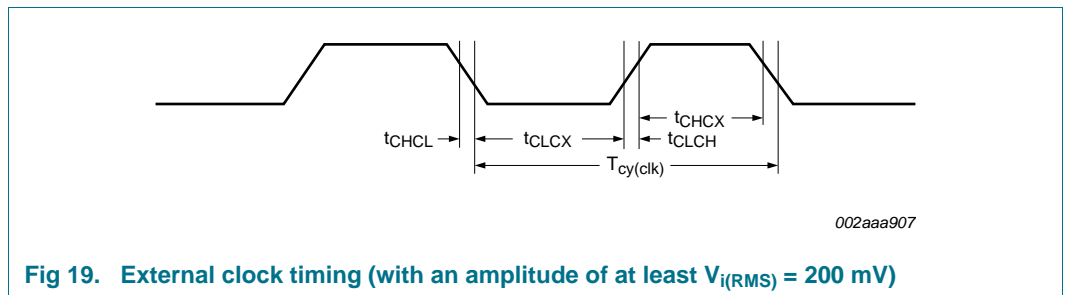 tCHCX
tCHCL
tCLCX
tCLCH
Tcy(clk)
002aaa907
Fig 19. External clock timing (with an amplitude of at least Vi(RMS) = 200 mV)